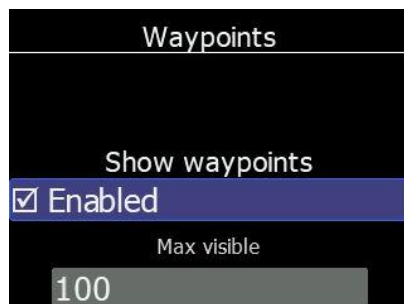 Waypoints
Show waypoints
Enabled
Max visible
100